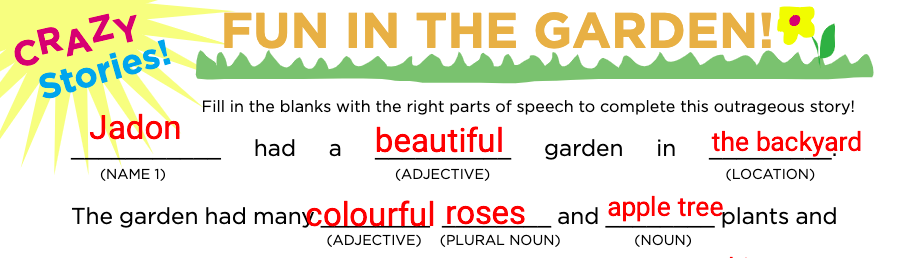 CRAZY
Stories!
FUN IN THE GARDEN!
Fill in the blanks with the right parts of speech to complete this outrageous story!
Jadon had a beautiful garden in the backyard.
(NAME 1) (ADJECTIVE) (LOCATION)
The garden had many colourful roses and apple tree plants and
(ADJECTIVE) (PLURAL NOUN) (NOUN)